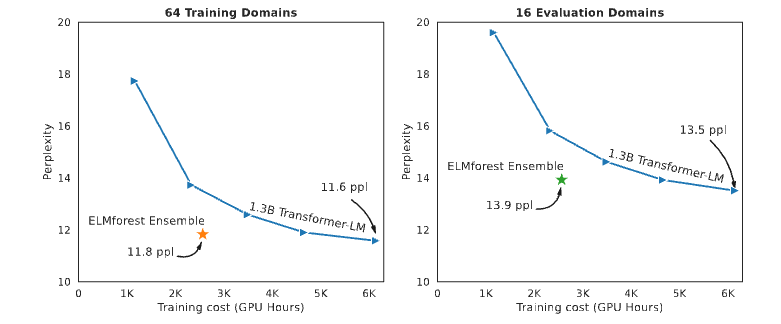 64 Training Domains
20
18
16
14
12
10
Perplexity
0
1K
2K
3K
4K
5K
6K
Training cost (GPU Hours)
11.6 ppl
1.3B Transformer-LM
ELMforest Ensemble
11.8 ppl
16 Evaluation Domains
20
18
16
14
12
10
Perplexity
0
1K
2K
3K
4K
5K
6K
Training cost (GPU Hours)
13.5 ppl
1.3B Transformer-LM
ELMforest Ensemble
13.9 ppl